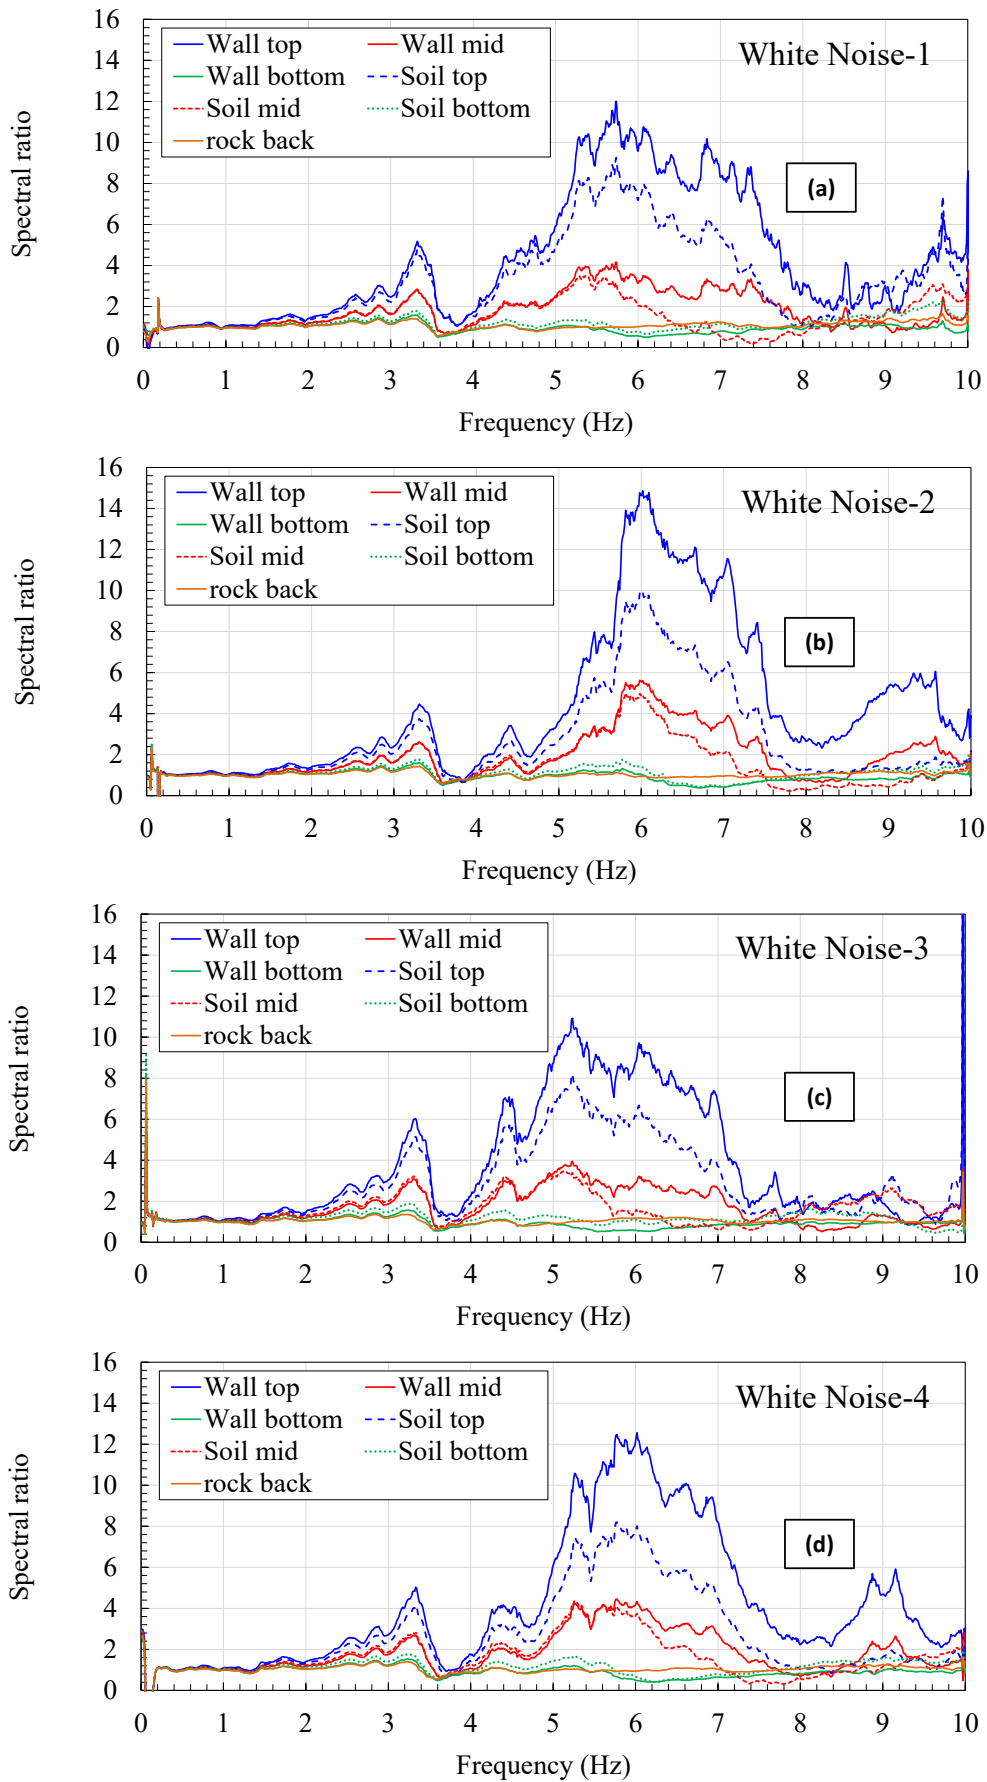 16
14
12
10
8
6
4
2
0
Spectral ratio
Wall top Wall mid
Wall bottom Soil top
Soil mid Soil bottom
rock back
White Noise-1
(a)
0 1 2 3 4 5 6 7 8 9 10
Frequency (Hz)
16
14
12
10
8
6
4
2
0
Spectral ratio
Wall top Wall mid
Wall bottom Soil top
Soil mid Soil bottom
rock back
White Noise-2
(b)
0 1 2 3 4 5 6 7 8 9 10
Frequency (Hz)
16
14
12
10
8
6
4
2
0
Spectral ratio
Wall top Wall mid
Wall bottom Soil top
Soil mid Soil bottom
rock back
White Noise-3
(c)
0 1 2 3 4 5 6 7 8 9 10
Frequency (Hz)
16
14
12
10
8
6
4
2
0
Spectral ratio
Wall top Wall mid
Wall bottom Soil top
Soil mid Soil bottom
rock back
White Noise-4
(d)
0 1 2 3 4 5 6 7 8 9 10
Frequency (Hz)